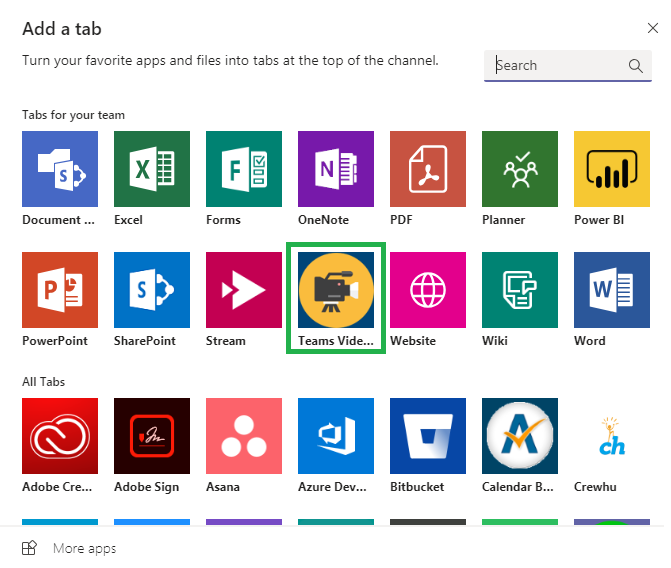 Add a tab
Turn your favorite apps and files into tabs at the top of the channel.
Search
Tabs for your team
Document ... Excel Forms OneNote PDF Planner Power BI
PowerPoint SharePoint Stream Teams Vide... Website Wiki Word
All Tabs
Adobe Cre... Adobe Sign Asana Azure Dev... Bitbucket Calendar B... Crewhu
More apps